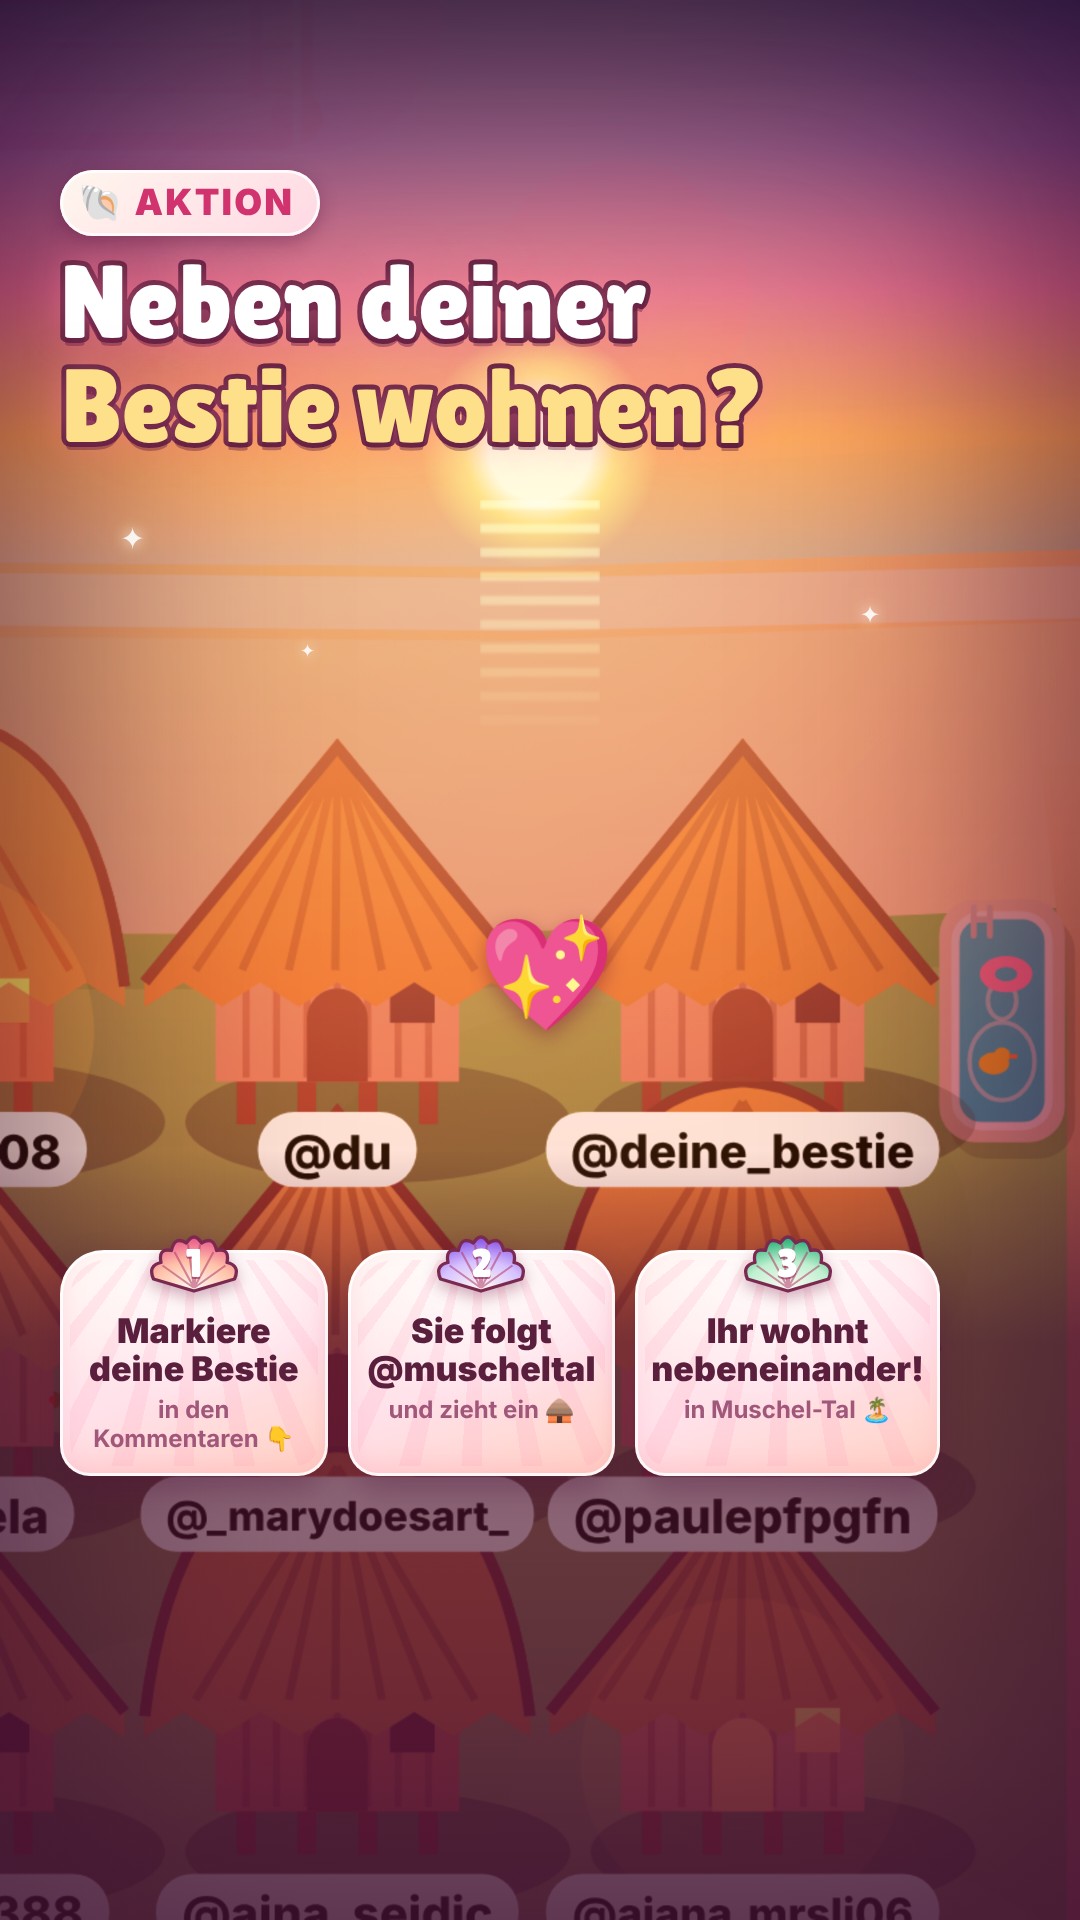 AKTION
Neben deiner
Bestie wohnen?
H
08
@du
@deine_bestie
1
Markiere
deine Bestie
in den
Kommentaren 👇
2
Sie folgt
@muscheltal
und zieht ein 🛖
3
Ihr wohnt
nebeneinander!
in Muschel-Tal 🏝️
ela
@_marydoesart_
@paulepfpgfn
388